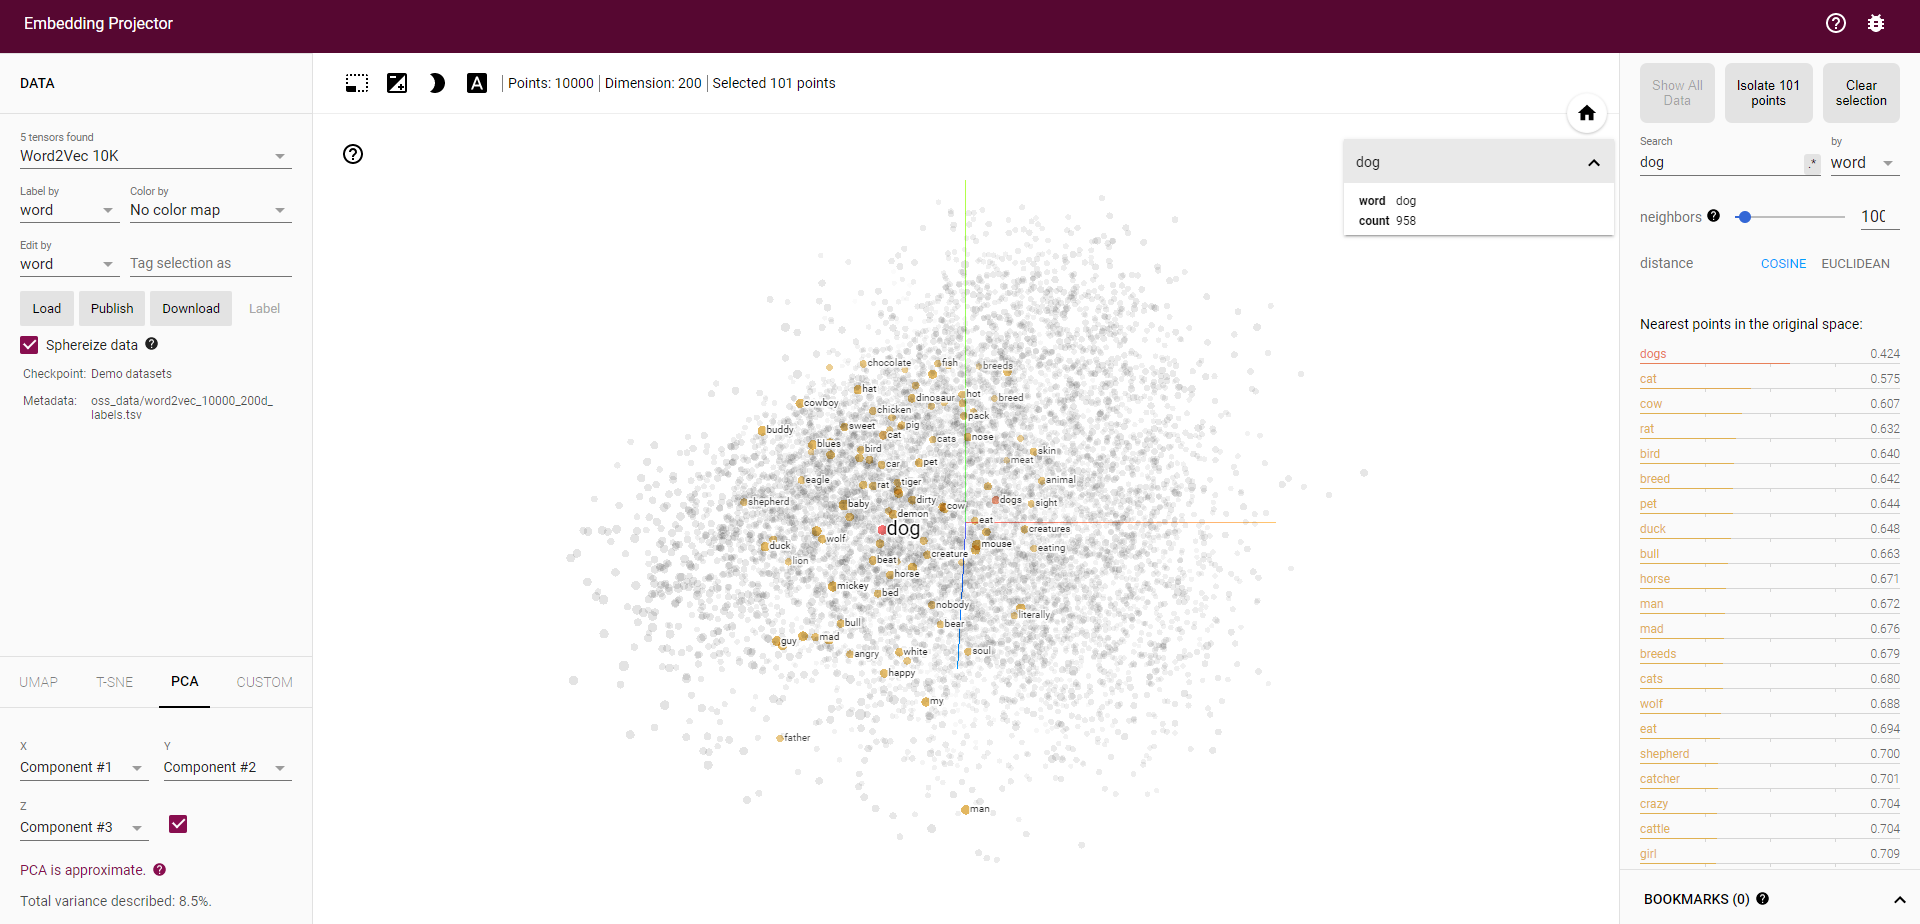 Embedding Projector
DATA
5 tensors found
Word2Vec 10K
Label by
Color by
word
No color map
Edit by
word
Tag selection as
Load
Publish
Download
Label
Sphereize data
Checkpoint: Demo datasets
Metadata: oss_data/word2vec_10000_200d_
labels.tsv
UMAP
T-SNE
PCA
CUSTOM
X
Y
Component #1
Component #2
Z
Component #3
PCA is approximate.
Total variance described: 8.5%.
Points: 10000 | Dimension: 200 | Selected 101 points
dog
word dog
count 958
chocolate
fish
breeds
hat
cowboy
dinosaur
hot
breed
chicken
pack
buddy
sweet
pig
cat
cats
nose
blues
bird
skin
car
pet
meat
eagle
rat
tiger
animal
shepherd
baby
dirty
cow
dogs
sight
demon
eat
dog
creatures
duck
wolf
mouse
eating
lion
beat
creature
horse
mickey
bed
nobody
literally
bull
bear
guy
mad
angry
white
soul
happy
my
father
man
Show All
Data
Isolate 101
points
Clear
selection
Search
by
dog
.*
word
neighbors
100
distance
COSINE
EUCLIDEAN
Nearest points in the original space:
dogs 0.424
cat 0.575
cow 0.607
rat 0.632
bird 0.640
breed 0.642
pet 0.644
duck 0.648
bull 0.663
horse 0.671
man 0.672
mad 0.676
breeds 0.679
cats 0.680
wolf 0.688
eat 0.694
shepherd 0.700
catcher 0.701
crazy 0.704
cattle 0.704
girl 0.709
BOOKMARKS (0)